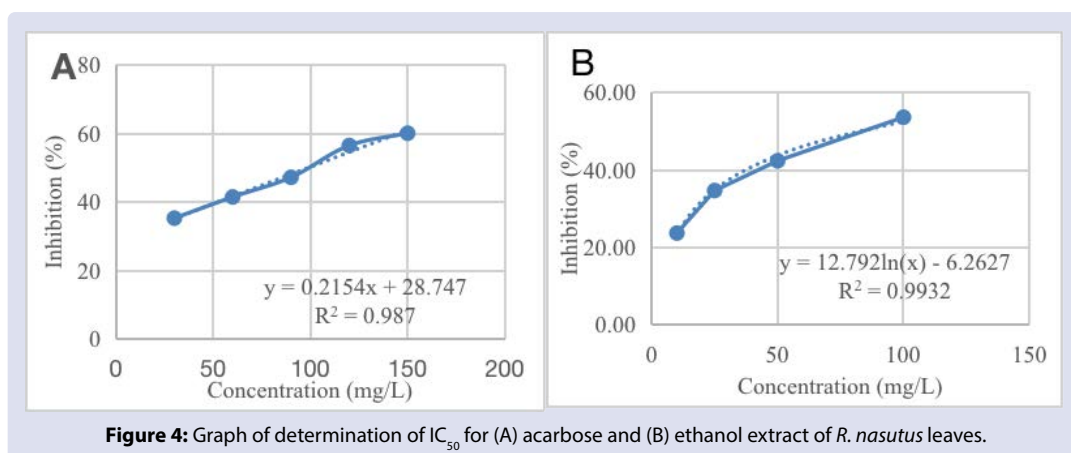 A
80
60
40
20
0
Inhibition (%)
y = 0.2154x + 28.747
R² = 0.987
0 50 100 150 200
Concentration (mg/L)
B
60.00
40.00
20.00
0.00
Inhibition (%)
y = 12.792ln(x) - 6.2627
R² = 0.9932
0 50 100 150
Concentration (mg/L)
Figure 4: Graph of determination of IC₅₀ for (A) acarbose and (B) ethanol extract of R. nasutus leaves.